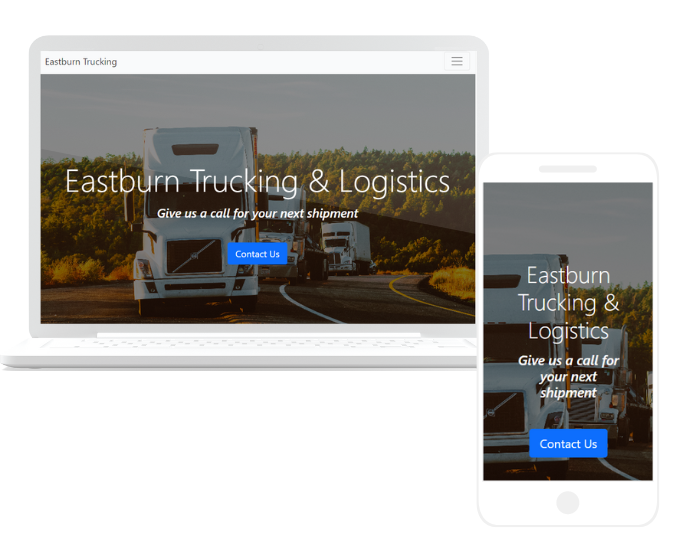 Eastburn Trucking
Eastburn Trucking & Logistics
Give us a call for your next shipment
Contact Us
Eastburn
Trucking &
Logistics
Give us a call for
your next
shipment
Contact Us